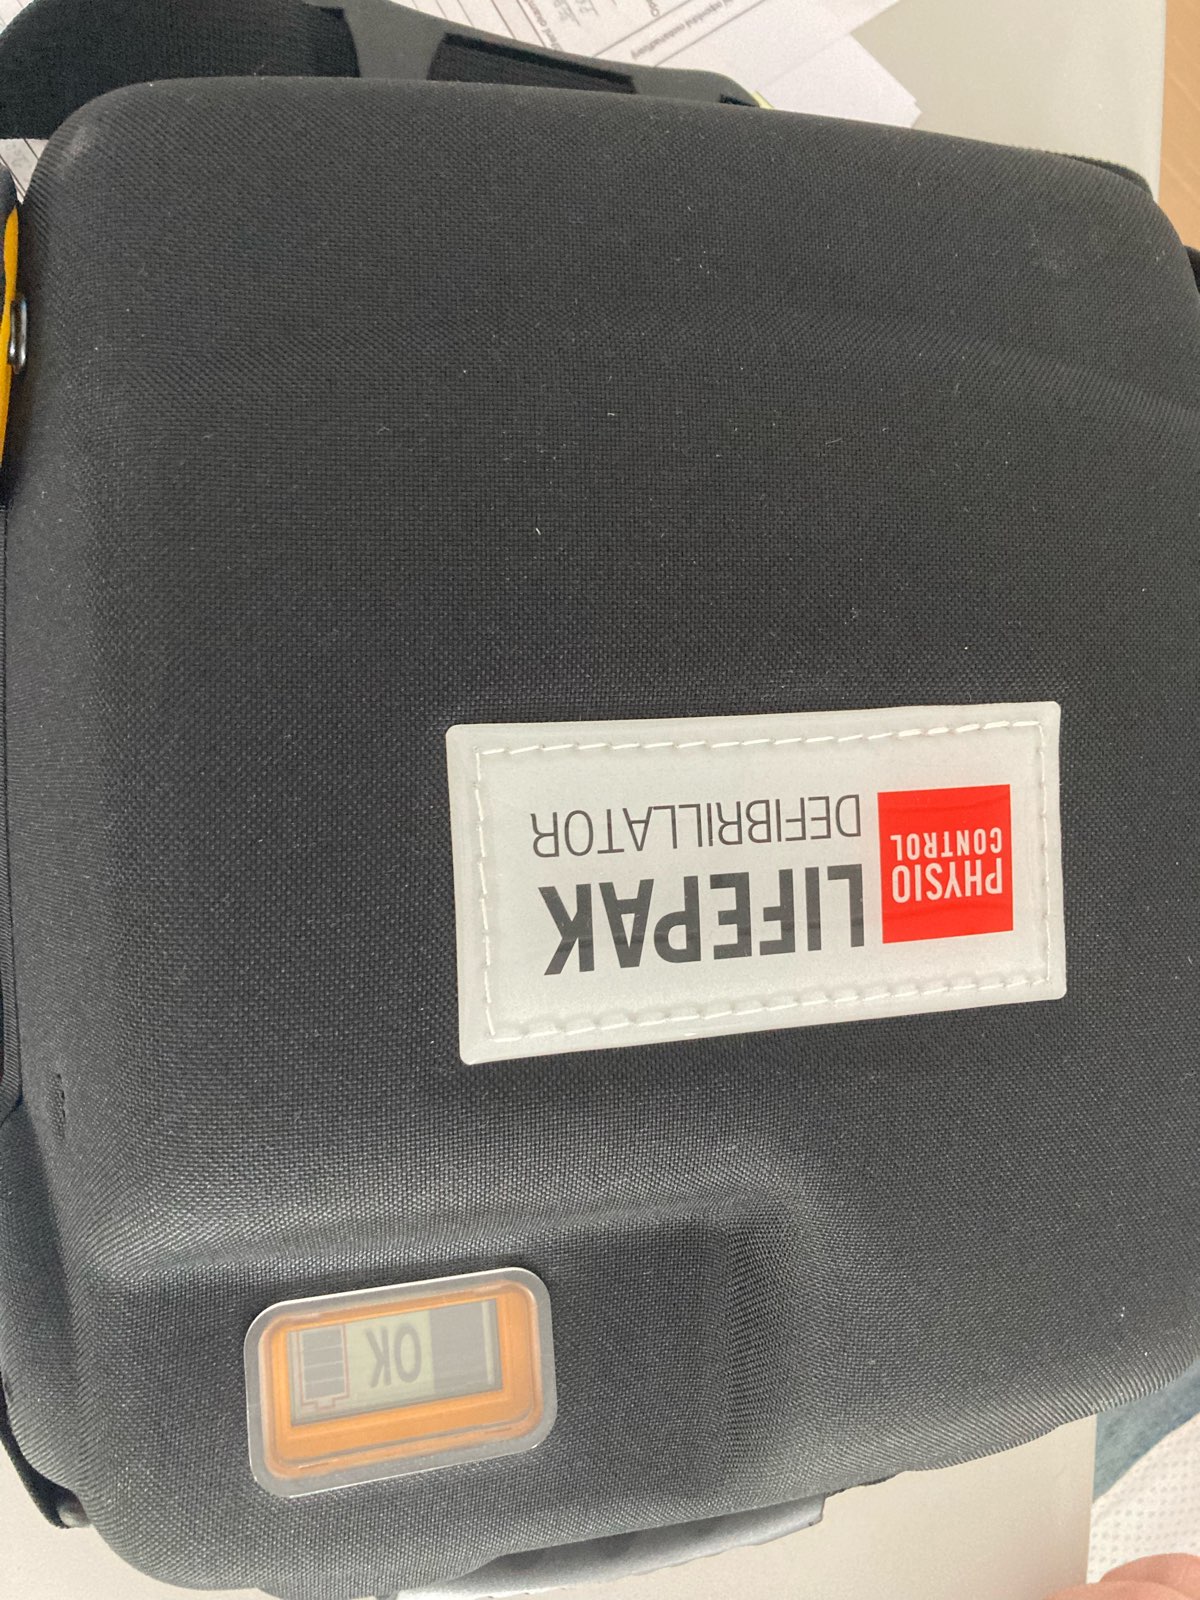 PHYSIO
CONTROL
LIFEPAK
DEFIBRILLATOR
OK